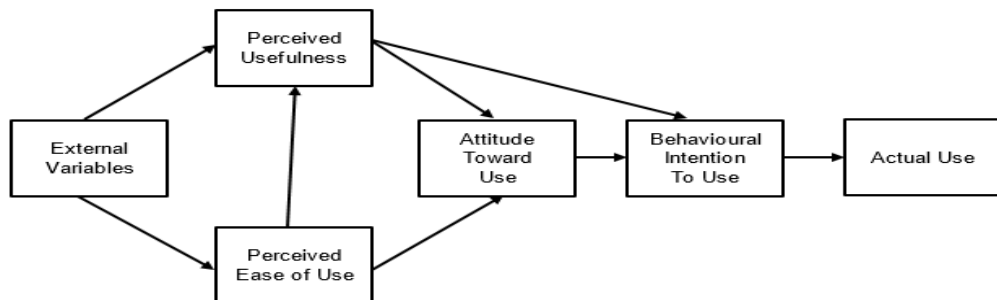 Perceived
Usefulness
External
Variables
Attitude
Toward
Use
Behavioural
Intention
To Use
Actual Use
Perceived
Ease of Use